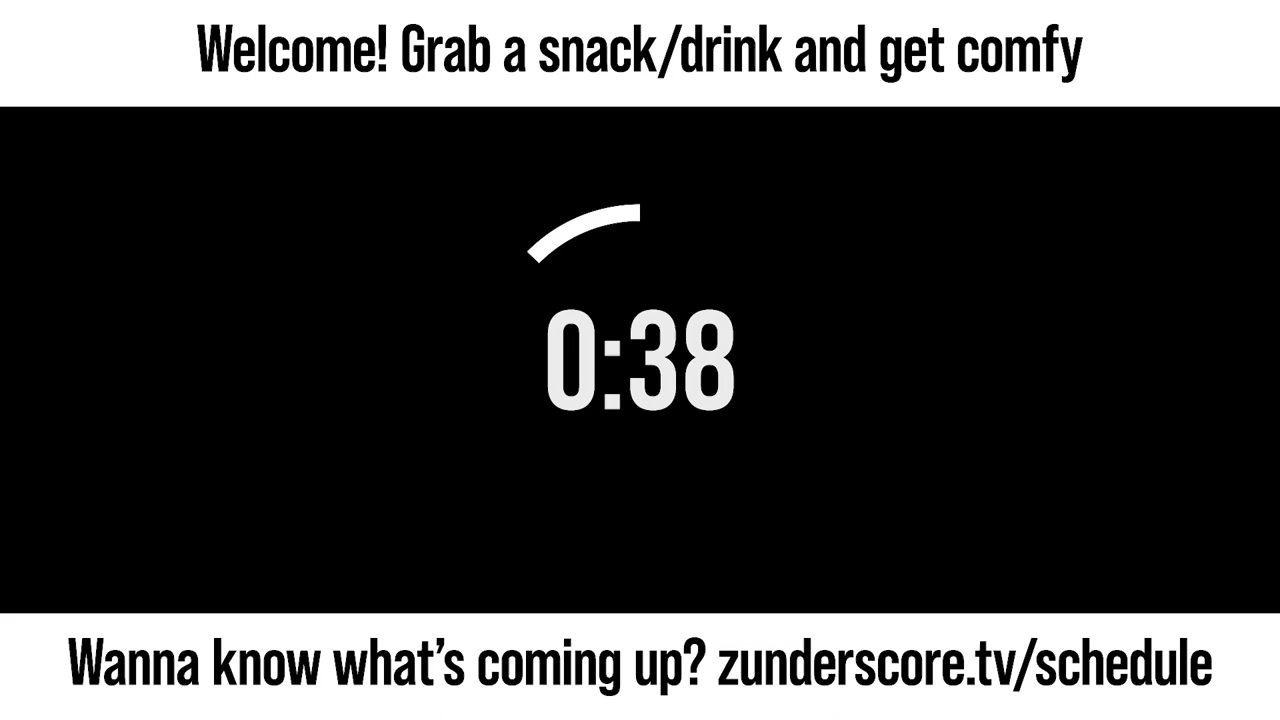 Welcome! Grab a snack/drink and get comfy
0:38
Wanna know what's coming up? zunderscore.tv/schedule